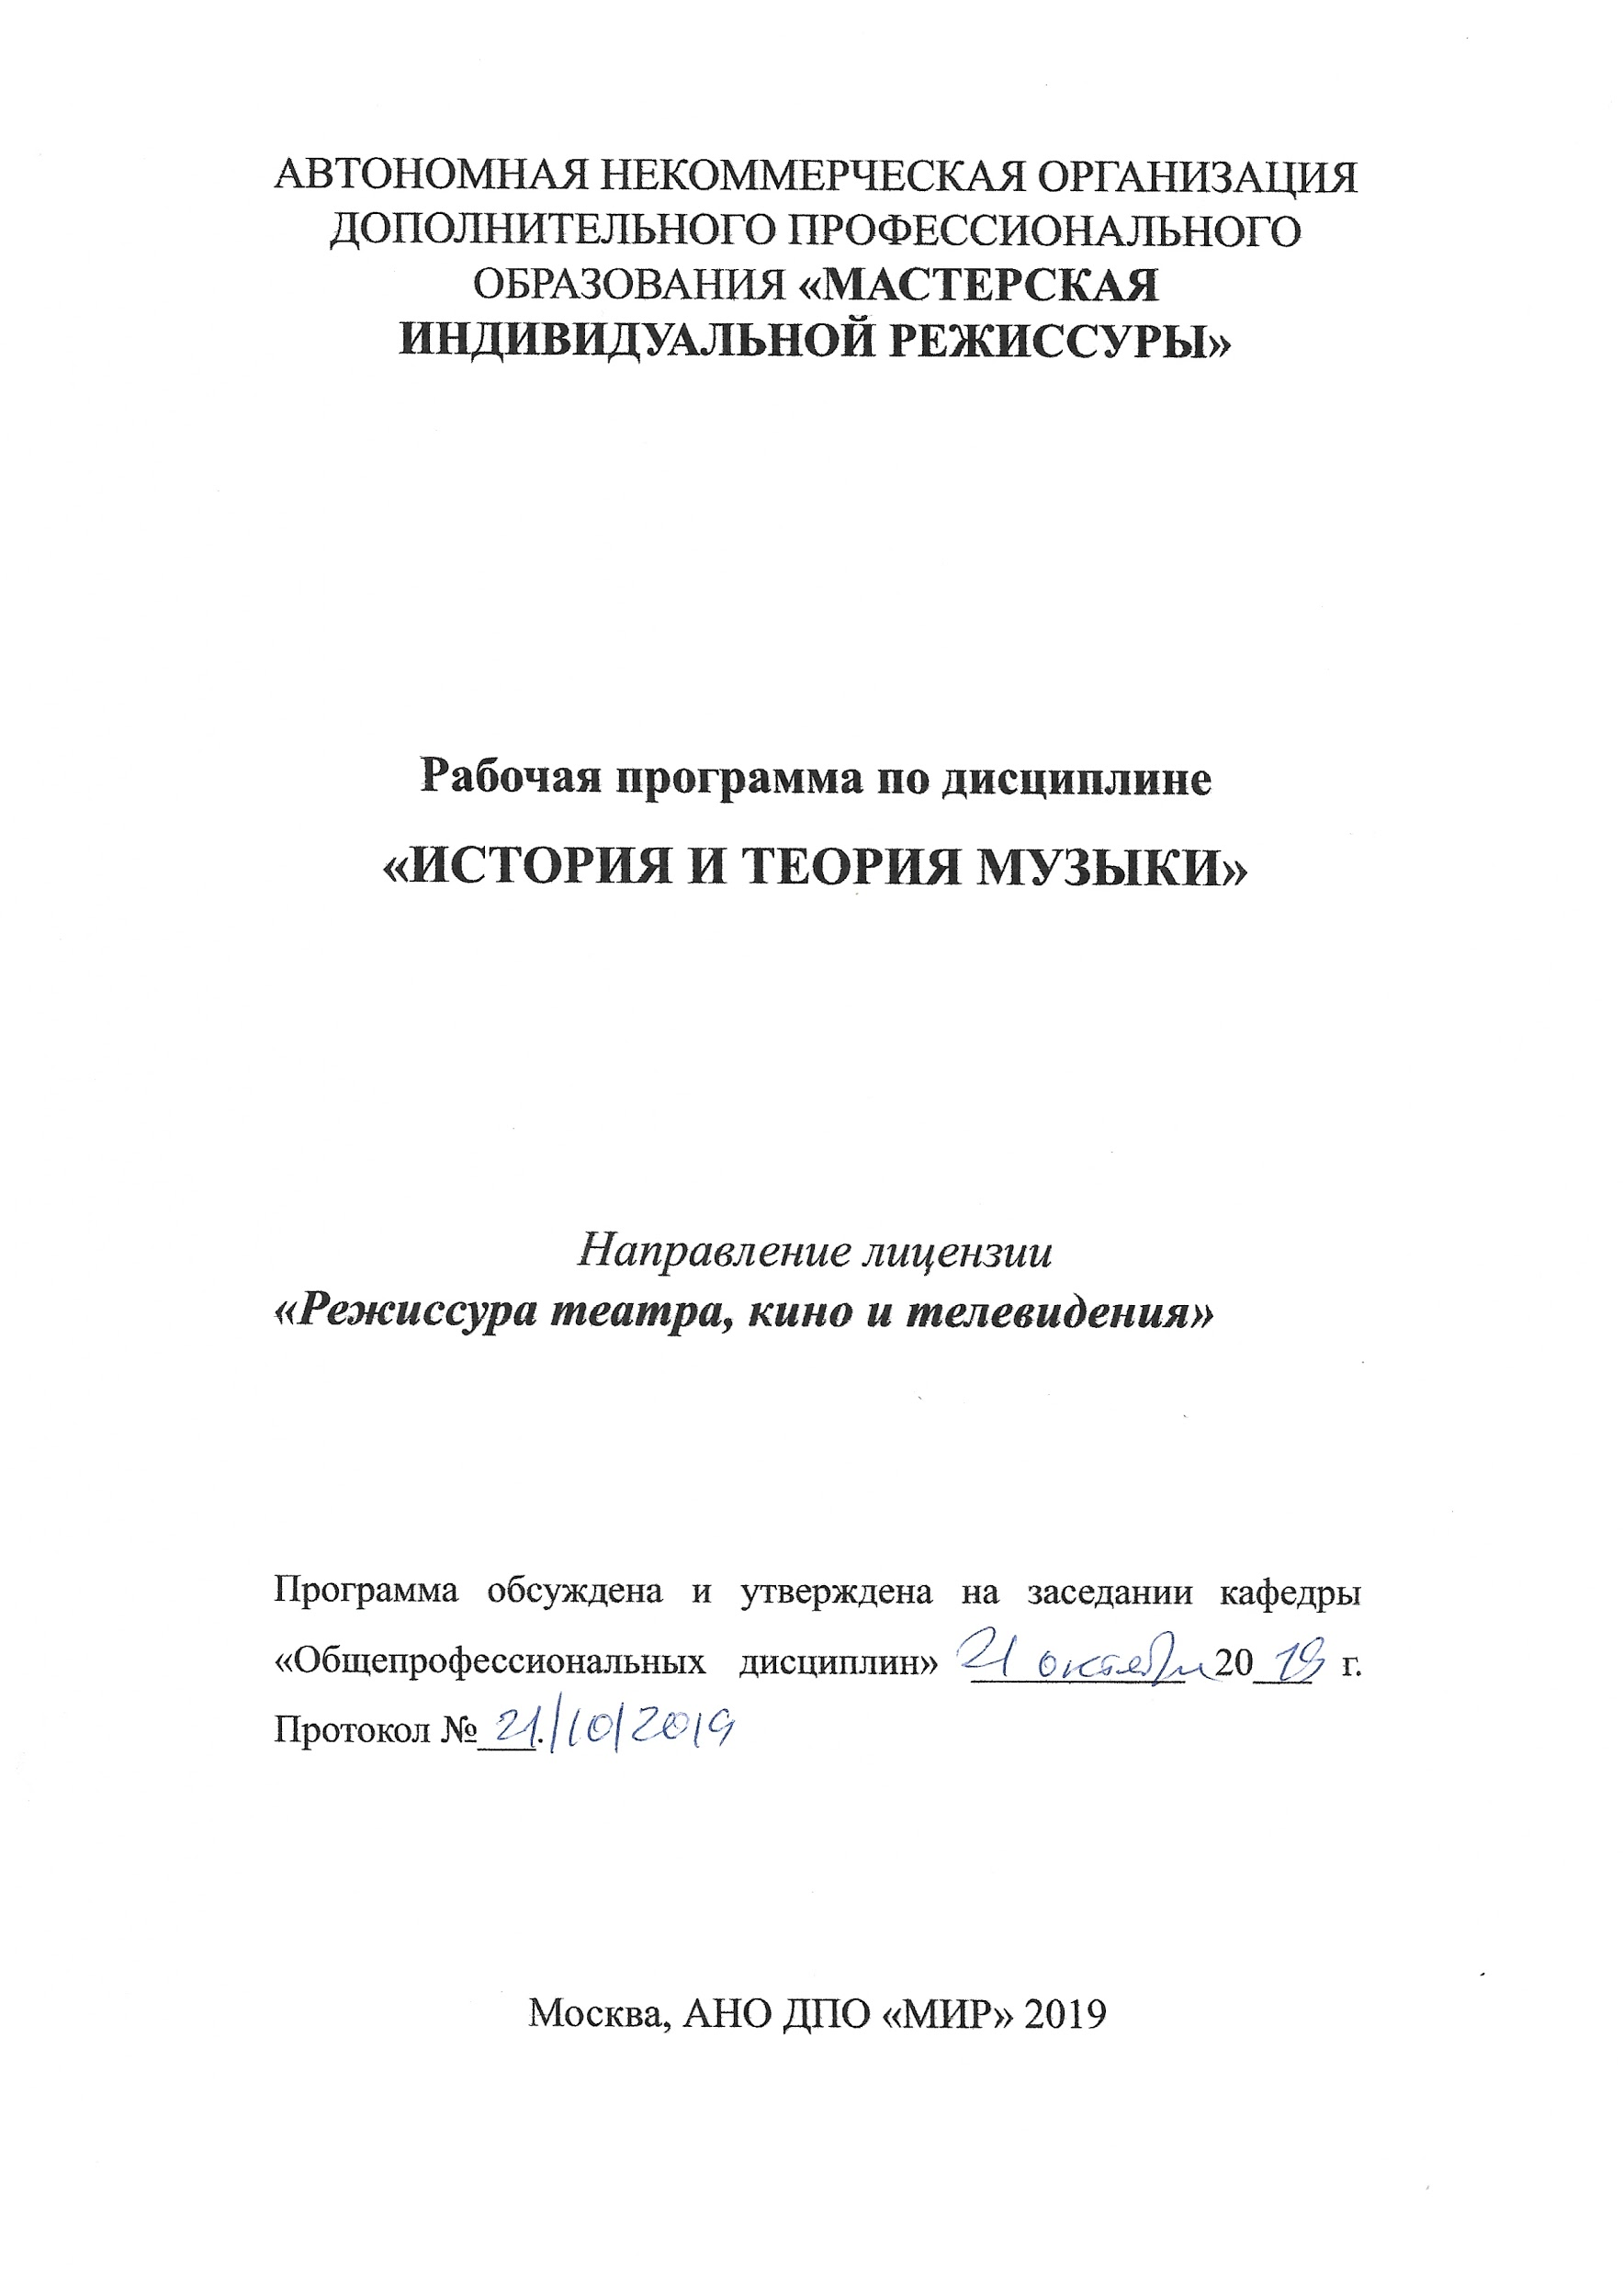 АВТОНОМНАЯ НЕКОММЕРЧЕСКАЯ ОРГАНИЗАЦИЯ
ДОПОЛНИТЕЛЬНОГО ПРОФЕССИОНАЛЬНОГО
ОБРАЗОВАНИЯ «МАСТЕРСКАЯ
ИНДИВИДУАЛЬНОЙ РЕЖИССУРЫ»
Рабочая программа по дисциплине
«ИСТОРИЯ И ТЕОРИЯ МУЗЫКИ»
Направление лицензии
«Режиссура театра, кино и телевидения»
Программа обсуждена и утверждена на заседании кафедры
«Общепрофессиональных дисциплин» 21 октября 2019 г.
Протокол № 21./10/2019
Москва, АНО ДПО «МИР» 2019